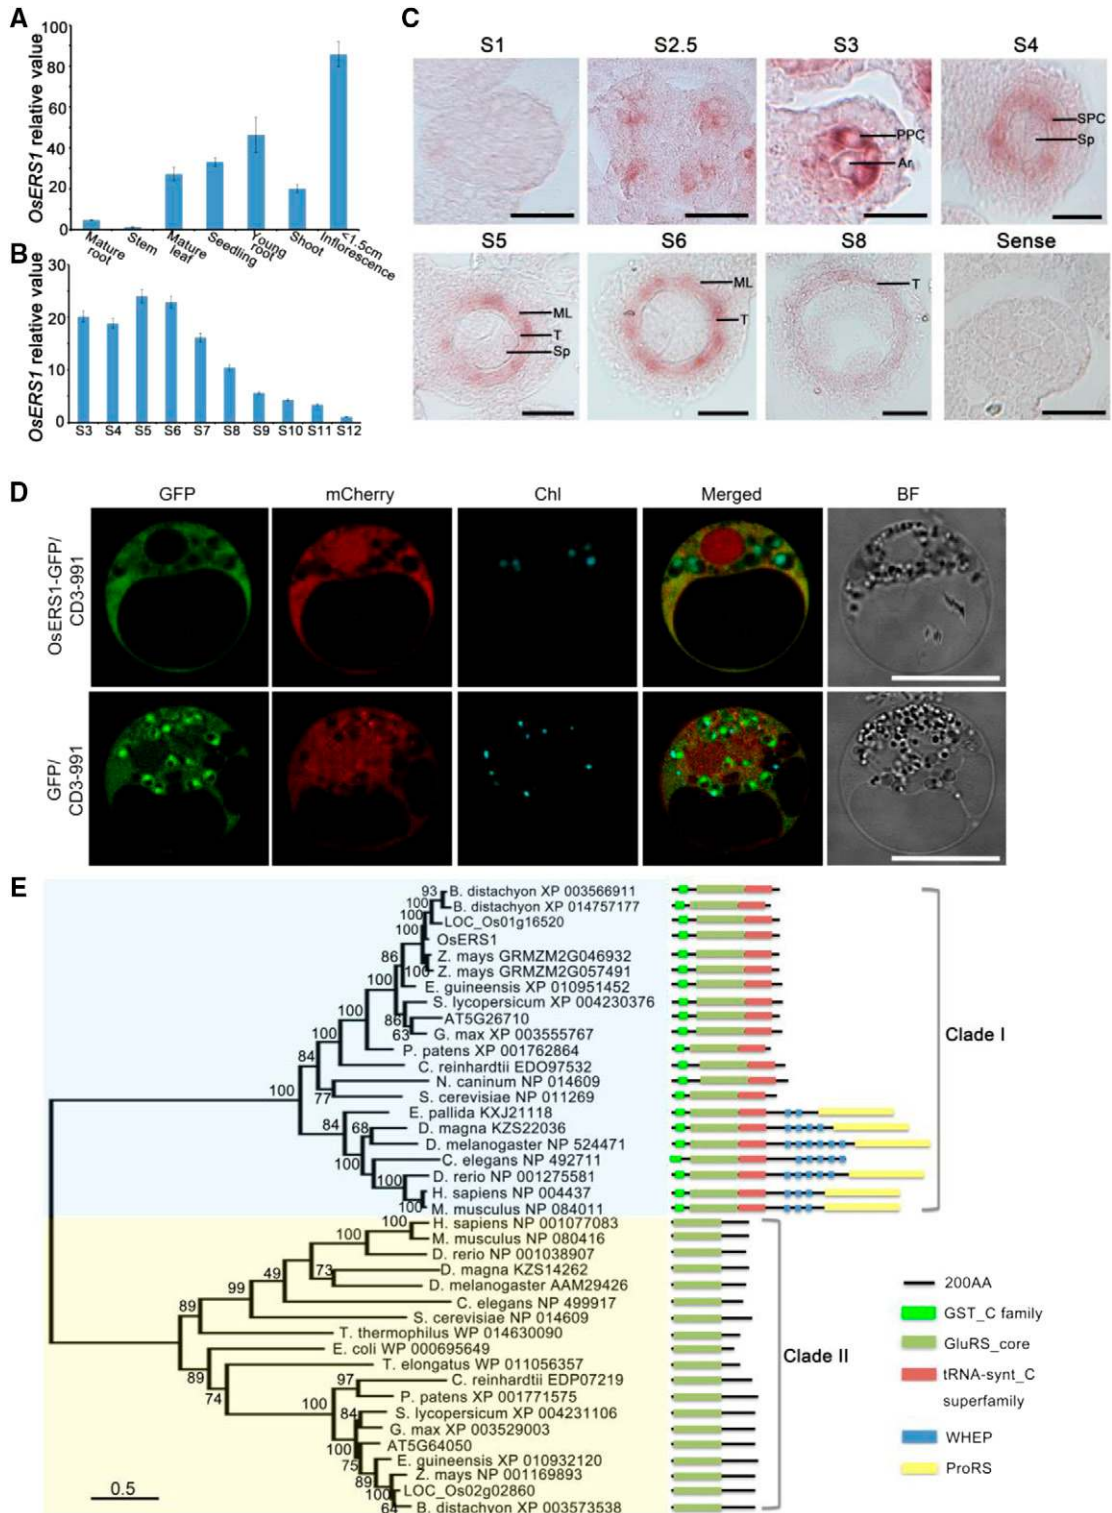 A
OsERS1 relative value
100
80
60
40
20
0
Mature root
Stem
Mature leaf
Seedling
Young root
Shoot
<1.5cm Inflorescence
B
OsERS1 relative value
30
20
10
0
S3 S4 S5 S6 S7 S8 S9 S10 S11 S12
C
S1 S2.5 S3 S4
PPC
Ar
SPC
Sp
S5 S6 S8 Sense
ML
T
Sp
ML
T
T
D
GFP mCherry Chl Merged BF
OsERS1-GFP/
CD3-991
GFP/
CD3-991
E
93 B. distachyon XP 003566911
100 B. distachyon XP 014757177
100 LOC_Os01g16520
100 OsERS1
86 Z. mays GRMZM2G046932
100 Z. mays GRMZM2G057491
100 E. guineensis XP 010951452
S. lycopersicum XP 004230376
86 AT5G26710
63 G. max XP 003555767
100 P. patens XP 001762864
100 C. reinhardtii EDO97532
84 N. caninum NP 014609
77 S. cerevisiae NP 011269
100
84 E. pallida KXJ21118
68 D. magna KZS22036
D. melanogaster NP 524471
100 C. elegans NP 492711
100 D. rerio NP 001275581
H. sapiens NP 004437
100 M. musculus NP 084011
Clade I
100 H. sapiens NP 001077083
100 M. musculus NP 080416
D. rerio NP 001038907
73 D. magna KZS14262
49 D. melanogaster AAM29426
99 C. elegans NP 499917
89 S. cerevisiae NP 014609
T. thermophilus WP 014630090
E. coli WP 000695649
89 T. elongatus WP 011056357
74
97 C. reinhardtii EDP07219
100 P. patens XP 001771575
84 S. lycopersicum XP 004231106
G. max XP 003529003
100 AT5G64050
75 E. guineensis XP 010932120
89 Z. mays NP 001169893
100 LOC_Os02g02860
64 B. distachyon XP 003573538
Clade II
0.5
200AA
GST_C family
GluRS_core
tRNA-synt_C
superfamily
WHEP
ProRS